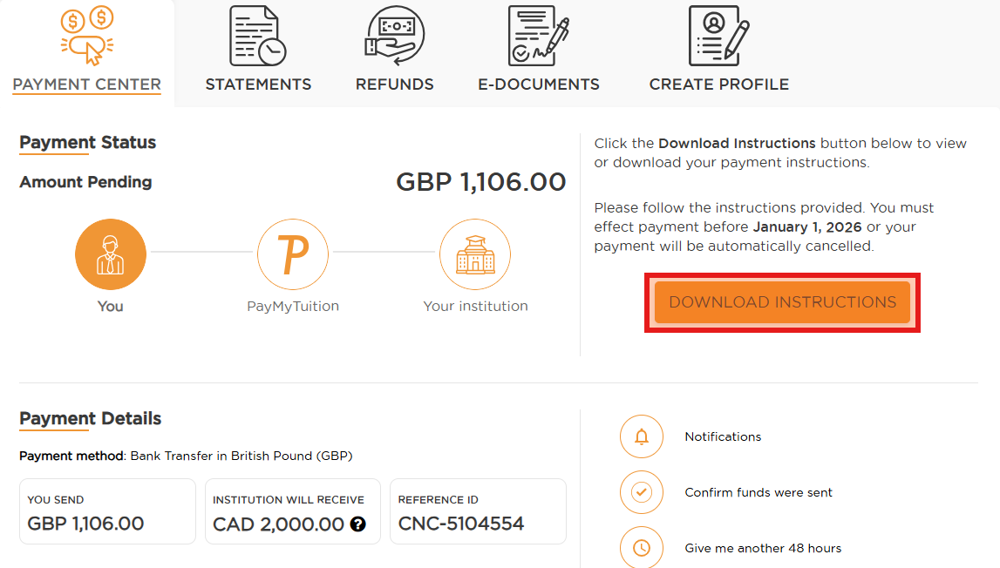 PAYMENT CENTER
STATEMENTS
REFUNDS
E-DOCUMENTS
CREATE PROFILE
Payment Status
Amount Pending
GBP 1,106.00
You
PayMyTuition
Your institution
Click the Download Instructions button below to view
or download your payment instructions.
Please follow the instructions provided. You must
effect payment before January 1, 2026 or your
payment will be automatically cancelled.
DOWNLOAD INSTRUCTIONS
Payment Details
Payment method: Bank Transfer in British Pound (GBP)
YOU SEND
GBP 1,106.00
INSTITUTION WILL RECEIVE
CAD 2,000.00 ?
REFERENCE ID
CNC-5104554
Notifications
Confirm funds were sent
Give me another 48 hours